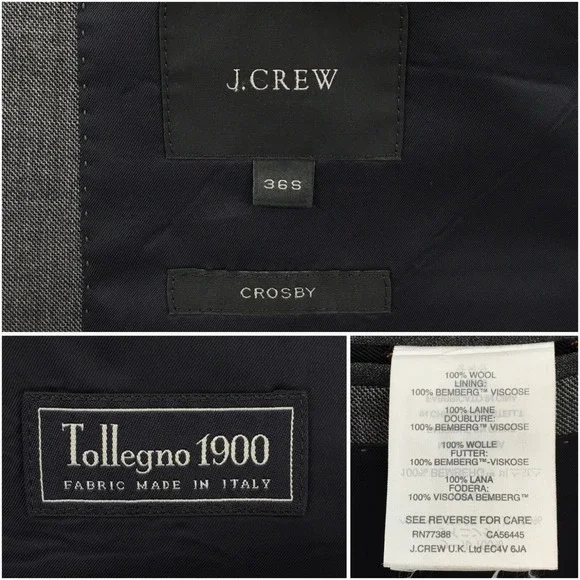 J.CREW
36S
CROSBY
Tollegno 1900
FABRIC MADE IN ITALY
100% WOOL
LINING:
100% BEMBERG™ VISCOSE
100% LAINE
DOUBLURE:
100% BEMBERG™ VISCOSE
100% WOLLE
FUTTER:
100% BEMBERG™-VISKOSE
100% LANA
FODERA:
100% VISCOSA BEMBERG™
SEE REVERSE FOR CARE
RN77388 CA56445
J.CREW U.K. Ltd EC4V 6JA